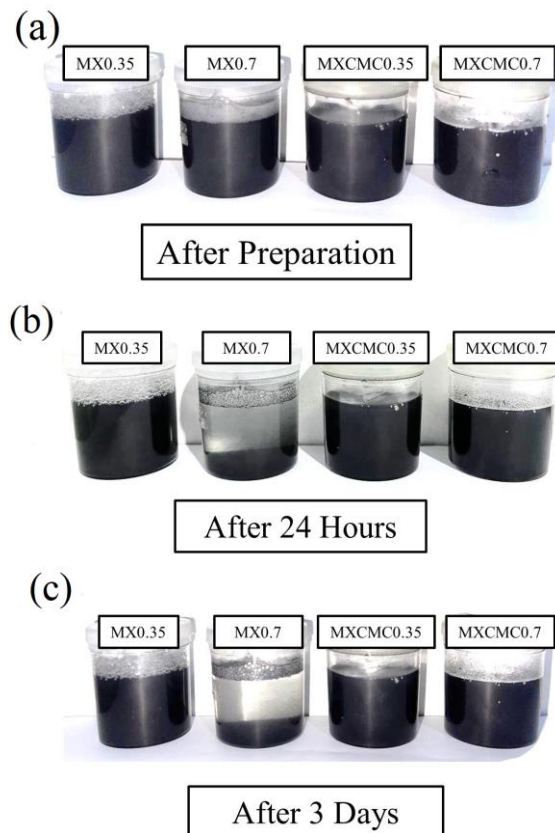 (a)
MX0.35 MX0.7 MXCMC0.35 MXCMC0.7
After Preparation
(b)
MX0.35 MX0.7 MXCMC0.35 MXCMC0.7
After 24 Hours
(c)
MX0.35 MX0.7 MXCMC0.35 MXCMC0.7
After 3 Days